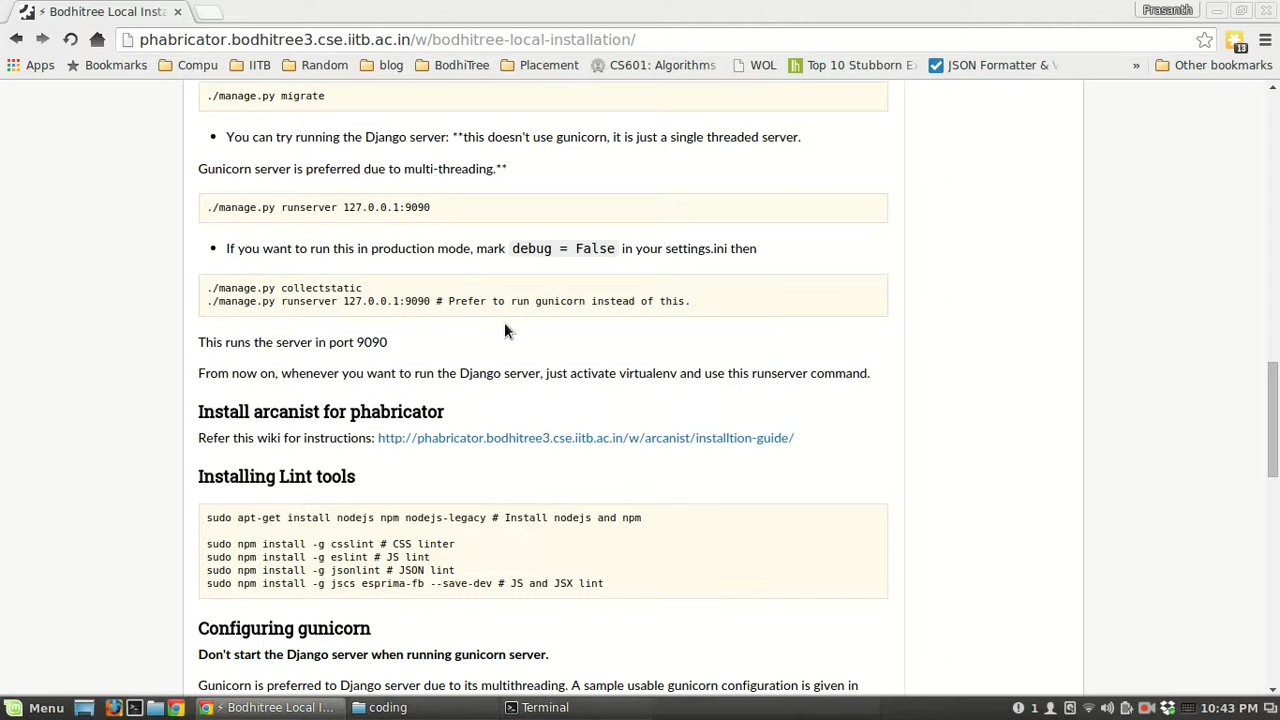 ⚡ Bodhitree Local Insta
Prasanth
phabricator.bodhitree3.cse.iitb.ac.in/w/bodhitree-local-installation/
13
Apps Bookmarks Compu IITB Random blog BodhiTree Placement CS601: Algorithms WOL Top 10 Stubborn E JSON Formatter & V » Other bookmarks
./manage.py migrate
• You can try running the Django server: **this doesn't use gunicorn, it is just a single threaded server.
Gunicorn server is preferred due to multi-threading.**
./manage.py runserver 127.0.0.1:9090
• If you want to run this in production mode, mark debug = False in your settings.ini then
./manage.py collectstatic
./manage.py runserver 127.0.0.1:9090 # Prefer to run gunicorn instead of this.
This runs the server in port 9090
From now on, whenever you want to run the Django server, just activate virtualenv and use this runserver command.
Install arcanist for phabricator
Refer this wiki for instructions: http://phabricator.bodhitree3.cse.iitb.ac.in/w/arcanist/installtion-guide/
Installing Lint tools
sudo apt-get install nodejs npm nodejs-legacy # Install nodejs and npm
sudo npm install -g csslint # CSS linter
sudo npm install -g eslint # JS lint
sudo npm install -g jsonlint # JSON lint
sudo npm install -g jscs esprima-fb --save-dev # JS and JSX lint
Configuring gunicorn
Don't start the Django server when running gunicorn server.
Gunicorn is preferred to Django server due to its multithreading. A sample usable gunicorn configuration is given in
Menu ⚡ Bodhitree Local I... coding Terminal 1 10:43 PM